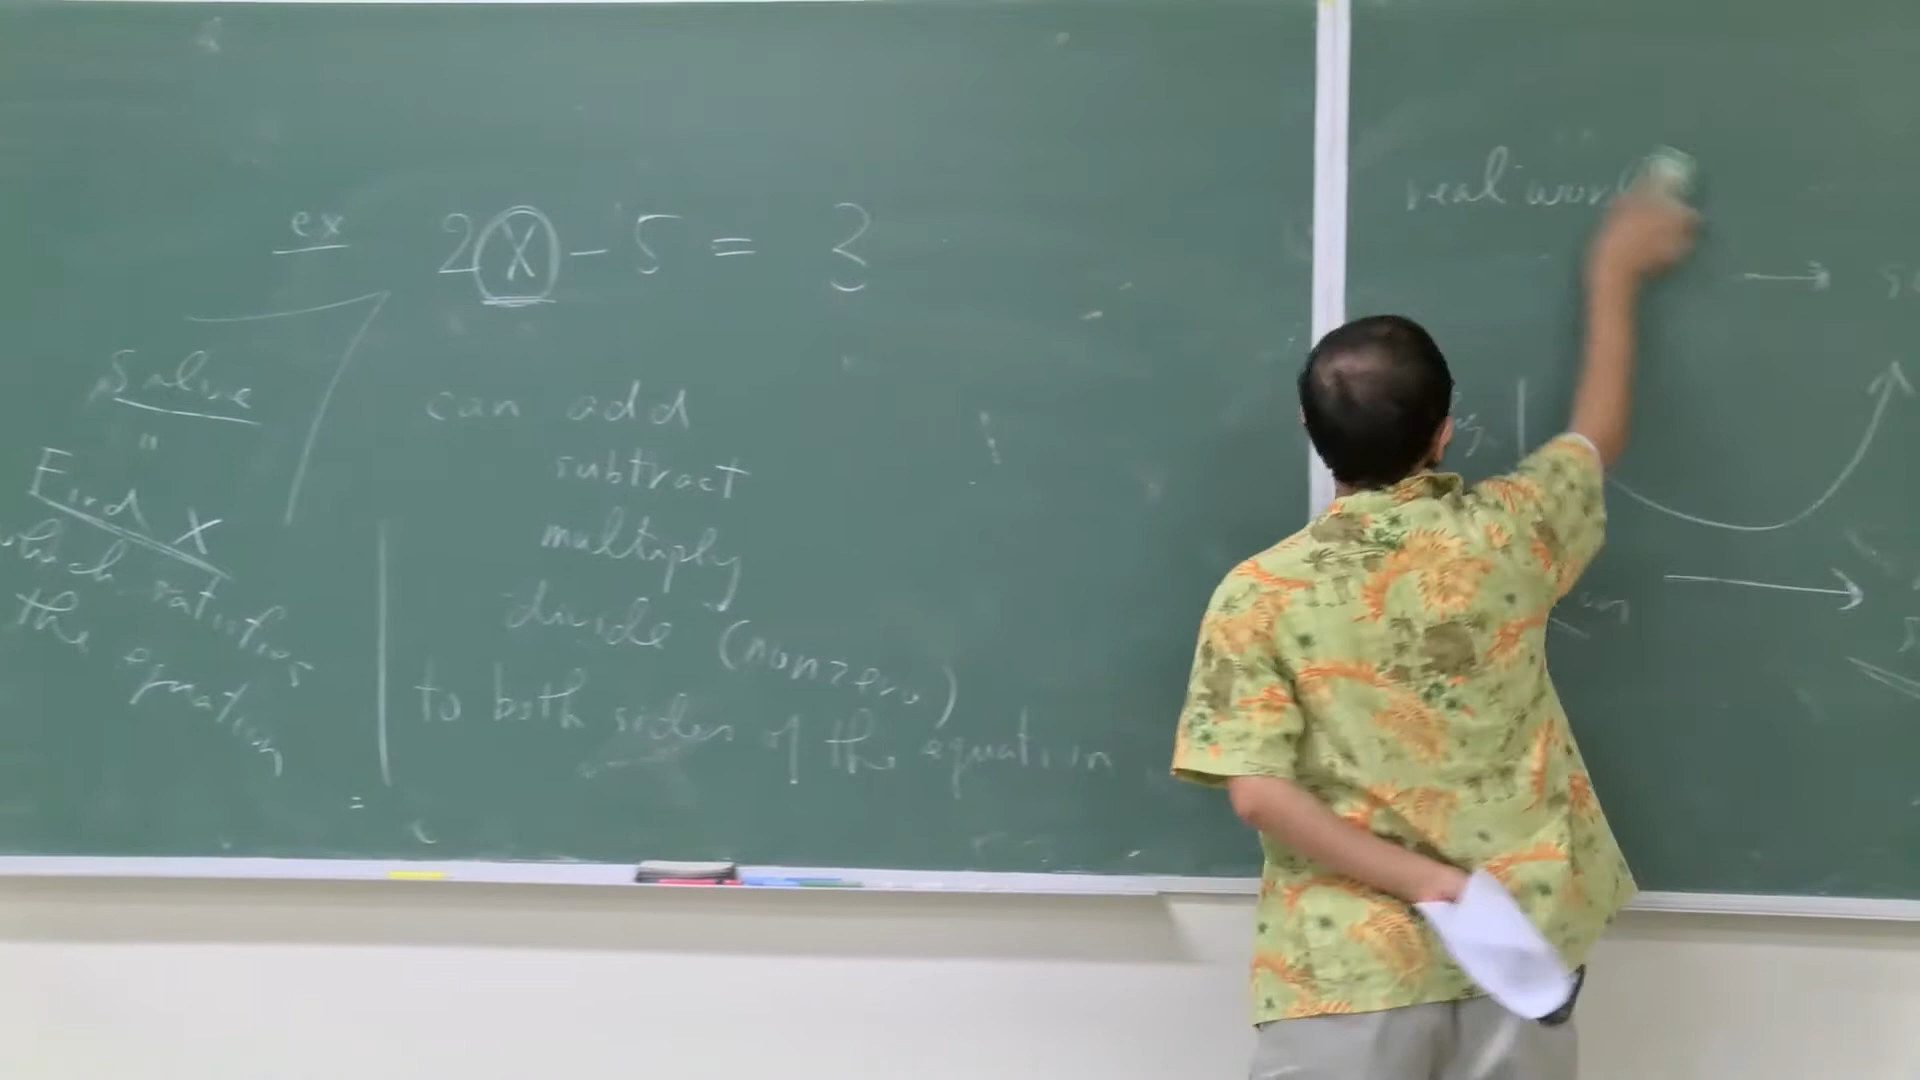 ex 2x - 5 = 3
solve
"
Find x
which satisfies
the equation
can add
subtract
multiply
divide (nonzero)
to both sides of the equation
=
real